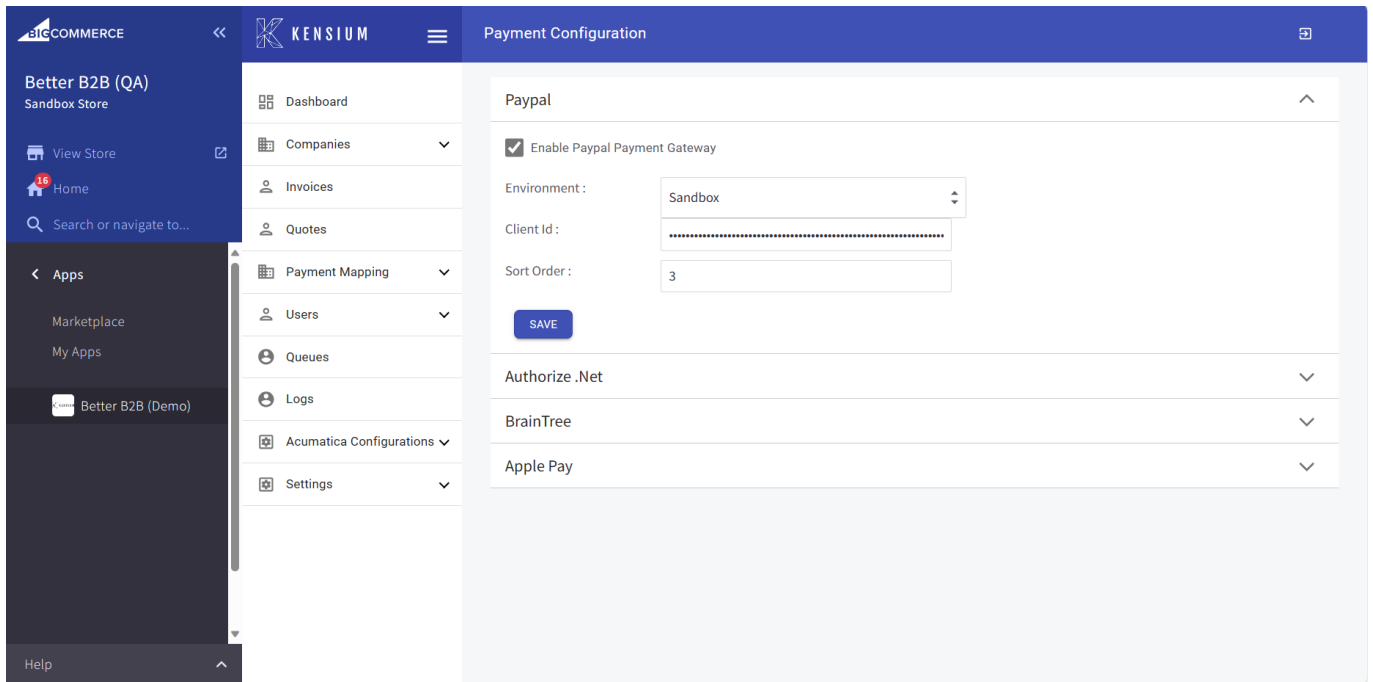 BIGCOMMERCE
Better B2B (QA)
Sandbox Store
View Store
16
Home
Search or navigate to...
Apps
Marketplace
My Apps
Better B2B (Demo)
Help
KENSIUM
Dashboard
Companies
Invoices
Quotes
Payment Mapping
Users
Queues
Logs
Acumatica Configurations
Settings
Payment Configuration
Paypal
Enable Paypal Payment Gateway
Environment :
Sandbox
Client Id :
Sort Order :
3
SAVE
Authorize .Net
BrainTree
Apple Pay